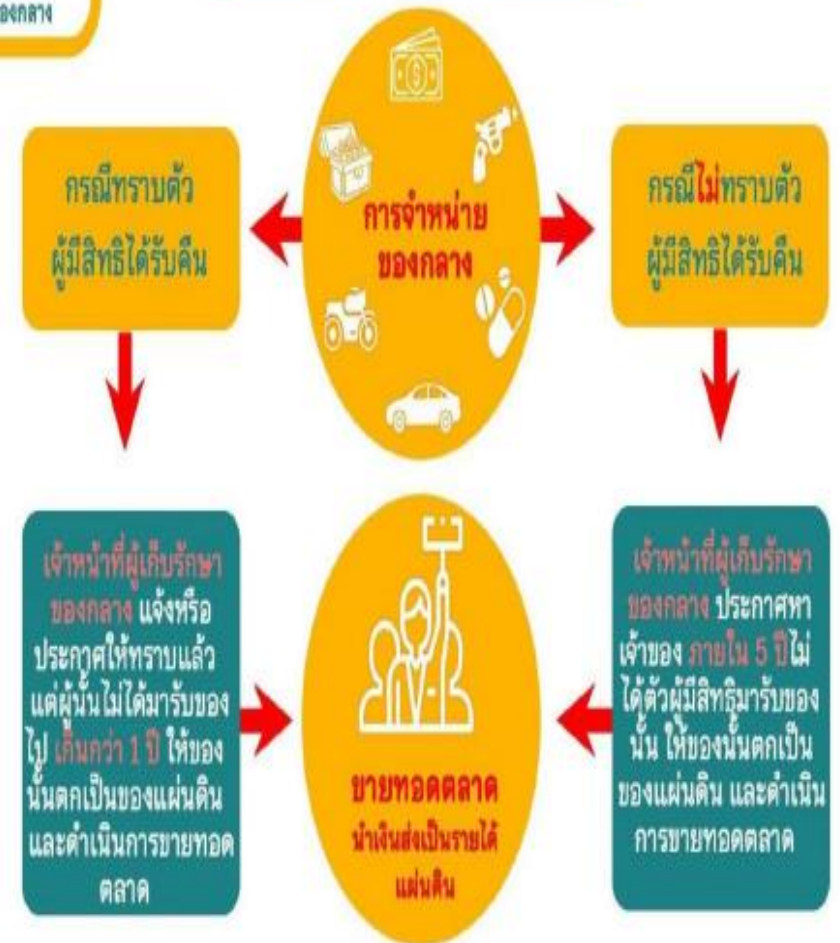 ของกลาง
การจำหน่าย
ของกลาง
กรณีทราบตัว
ผู้มีสิทธิได้รับคืน
กรณีไม่ทราบตัว
ผู้มีสิทธิได้รับคืน
เจ้าหน้าที่ผู้เก็บรักษา
ของกลาง แจ้งหรือ
ประกาศให้ทราบแล้ว
แต่ผู้นั้นไม่ได้มารับของ
ไป เกินกว่า 1 ปี ให้ของ
นั้นตกเป็นของแผ่นดิน
และดำเนินการขายทอด
ตลาด
เจ้าหน้าที่ผู้เก็บรักษา
ของกลาง ประกาศหา
เจ้าของ ภายใน 5 ปีไม่
ได้ตัวผู้มีสิทธิมารับของ
นั้น ให้ของนั้นตกเป็น
ของแผ่นดิน และดำเนิน
การขายทอดตลาด
ขายทอดตลาด
นำเงินส่งเป็นรายได้
แผ่นดิน